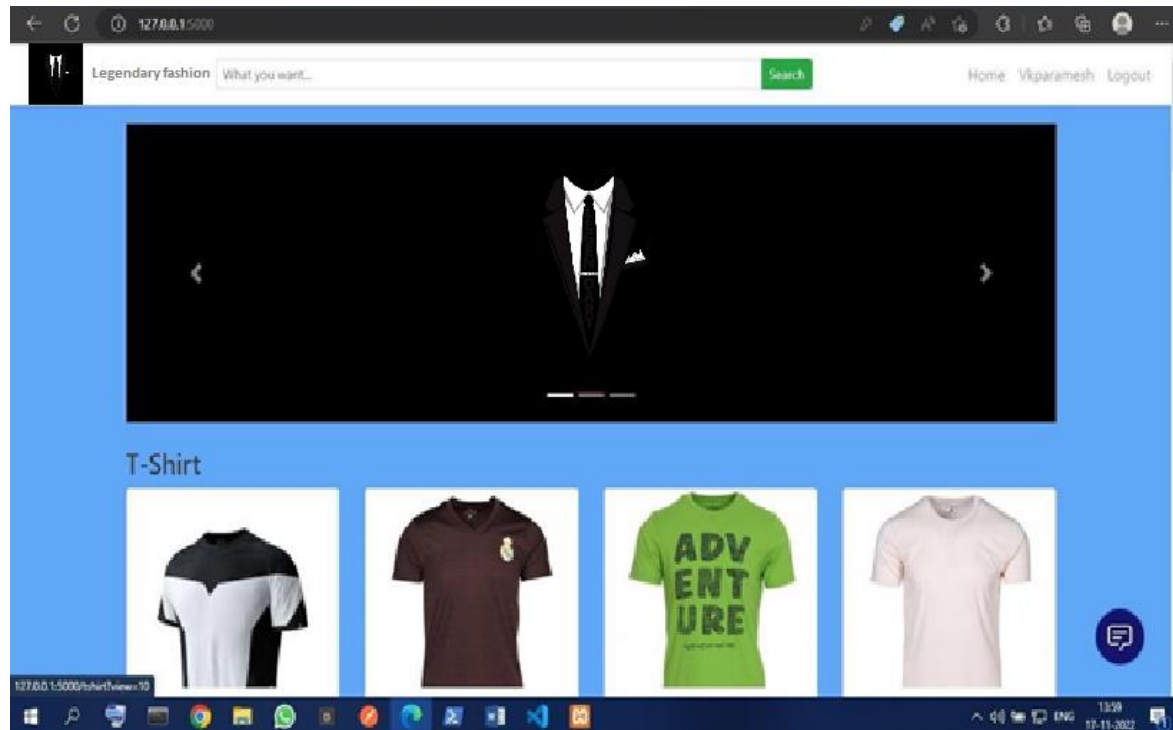 127.0.0.1:5000
Legendary fashion What you want... Search Home Vkparamesh Logout
T-Shirt
ADV
ENT
URE
127.0.0.1:5000/tshirt?view=10
ENG 13:59
17-11-2022